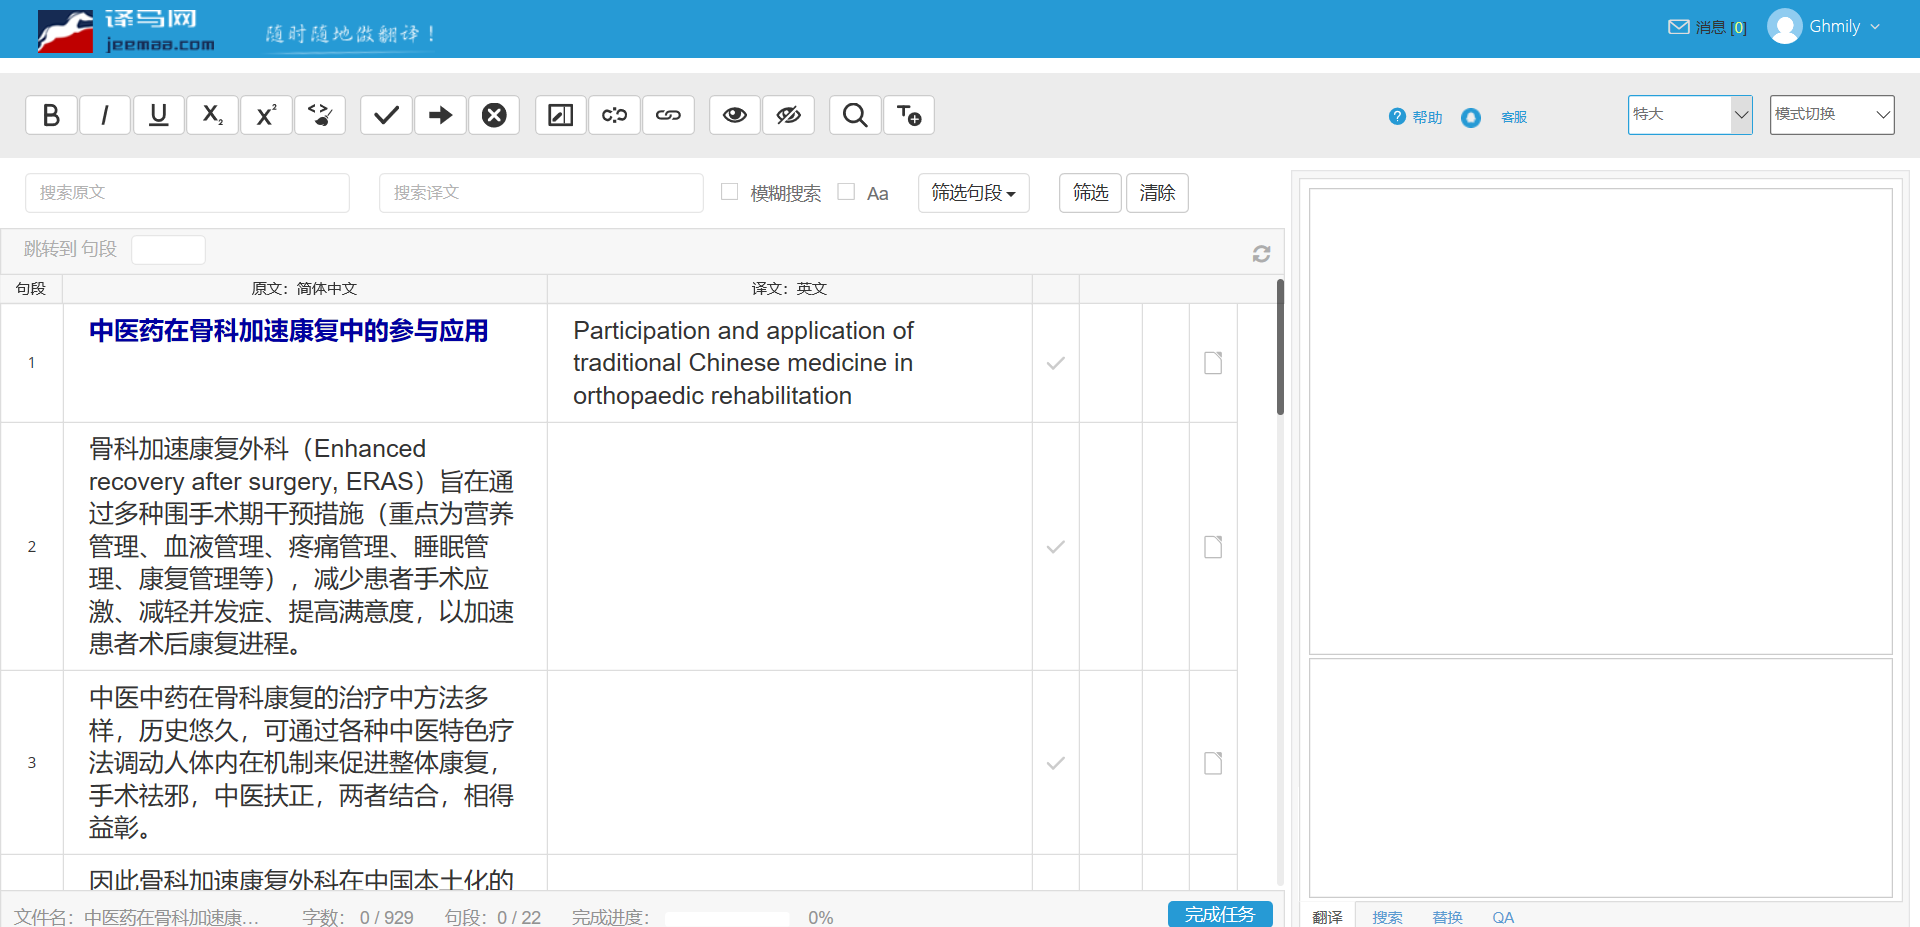 译马网
jeemaa.com
随时随地做翻译！
消息 [0]
Ghmily
B I U X₂ X²
帮助
客服
特大
模式切换
搜索原文
搜索译文
模糊搜索
Aa
筛选句段
筛选
清除
跳转到 句段
句段
原文：简体中文
译文：英文
1
中医药在骨科加速康复中的参与应用
Participation and application of
traditional Chinese medicine in
orthopaedic rehabilitation
2
骨科加速康复外科（Enhanced
recovery after surgery, ERAS）旨在通
过多种围手术期干预措施（重点为营养
管理、血液管理、疼痛管理、睡眠管
理、康复管理等），减少患者手术应
激、减轻并发症、提高满意度，以加速
患者术后康复进程。
3
中医中药在骨科康复的治疗中方法多
样，历史悠久，可通过各种中医特色疗
法调动人体内在机制来促进整体康复，
手术祛邪，中医扶正，两者结合，相得
益彰。
因此骨科加速康复外科在中国本土化的
文件名：中医药在骨科加速康...
字数： 0 / 929
句段：0 / 22
完成进度：
0%
完成任务
翻译
搜索
替换
QA